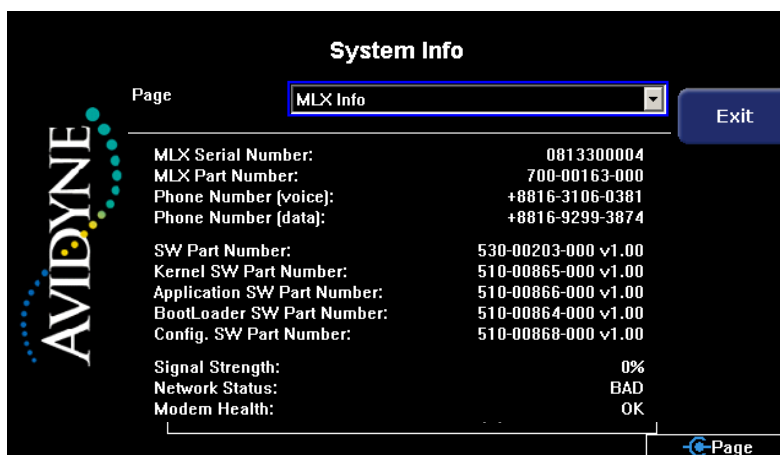 System Info
Page
MLX Info
Exit
AVIDYNE
MLX Serial Number: 0813300004
MLX Part Number: 700-00163-000
Phone Number (voice): +8816-3106-0381
Phone Number (data): +8816-9299-3874
SW Part Number: 530-00203-000 v1.00
Kernel SW Part Number: 510-00865-000 v1.00
Application SW Part Number: 510-00866-000 v1.00
BootLoader SW Part Number: 510-00864-000 v1.00
Config. SW Part Number: 510-00868-000 v1.00
Signal Strength: 0%
Network Status: BAD
Modem Health: OK
Page